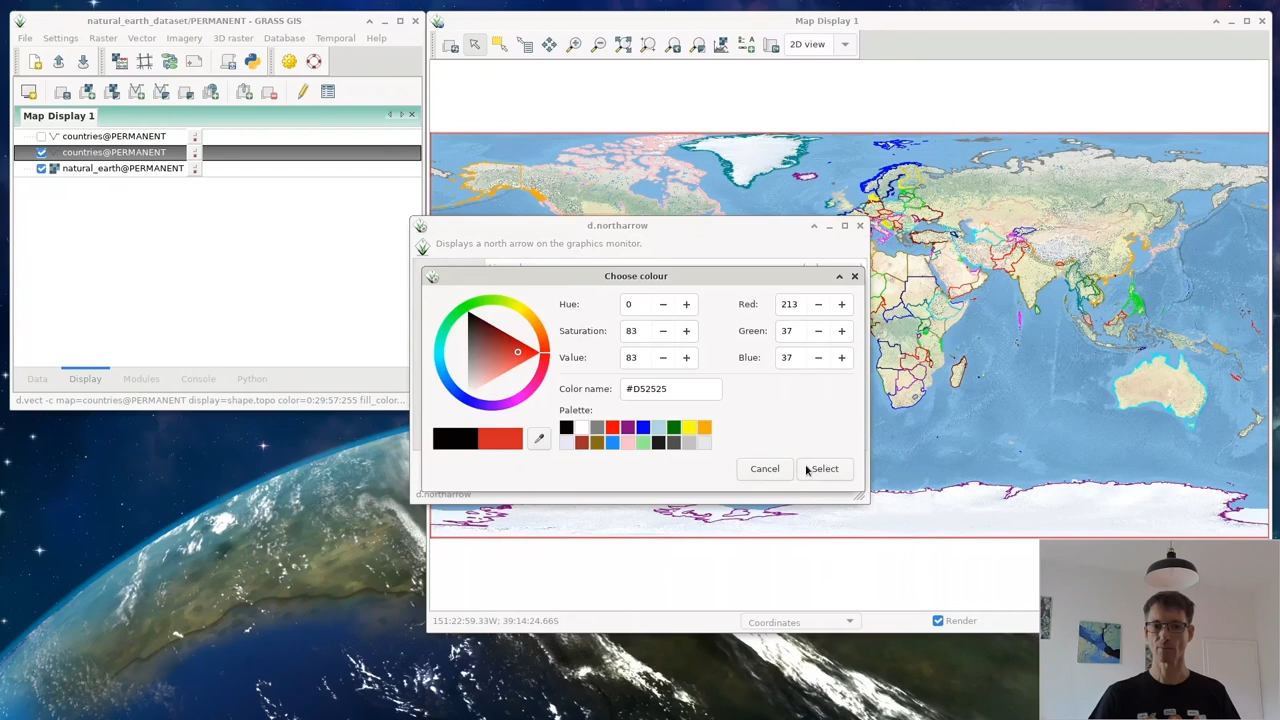 natural_earth_dataset/PERMANENT - GRASS GIS
File Settings Raster Vector Imagery 3D raster Database Temporal Help
Map Display 1
countries@PERMANENT
countries@PERMANENT
natural_earth@PERMANENT
Data Display Modules Console Python
d.vect -c map=countries@PERMANENT display=shape,topo color=0:29:57:255 fill_color...
Map Display 1
2D view
d.northarrow
Displays a north arrow on the graphics monitor.
Choose colour
Hue: 0 Red: 213
Saturation: 83 Green: 37
Value: 83 Blue: 37
Color name: #D52525
Palette:
Cancel Select
d.northarrow
151:22:59.33W; 39:14:24.66S
Coordinates
Render